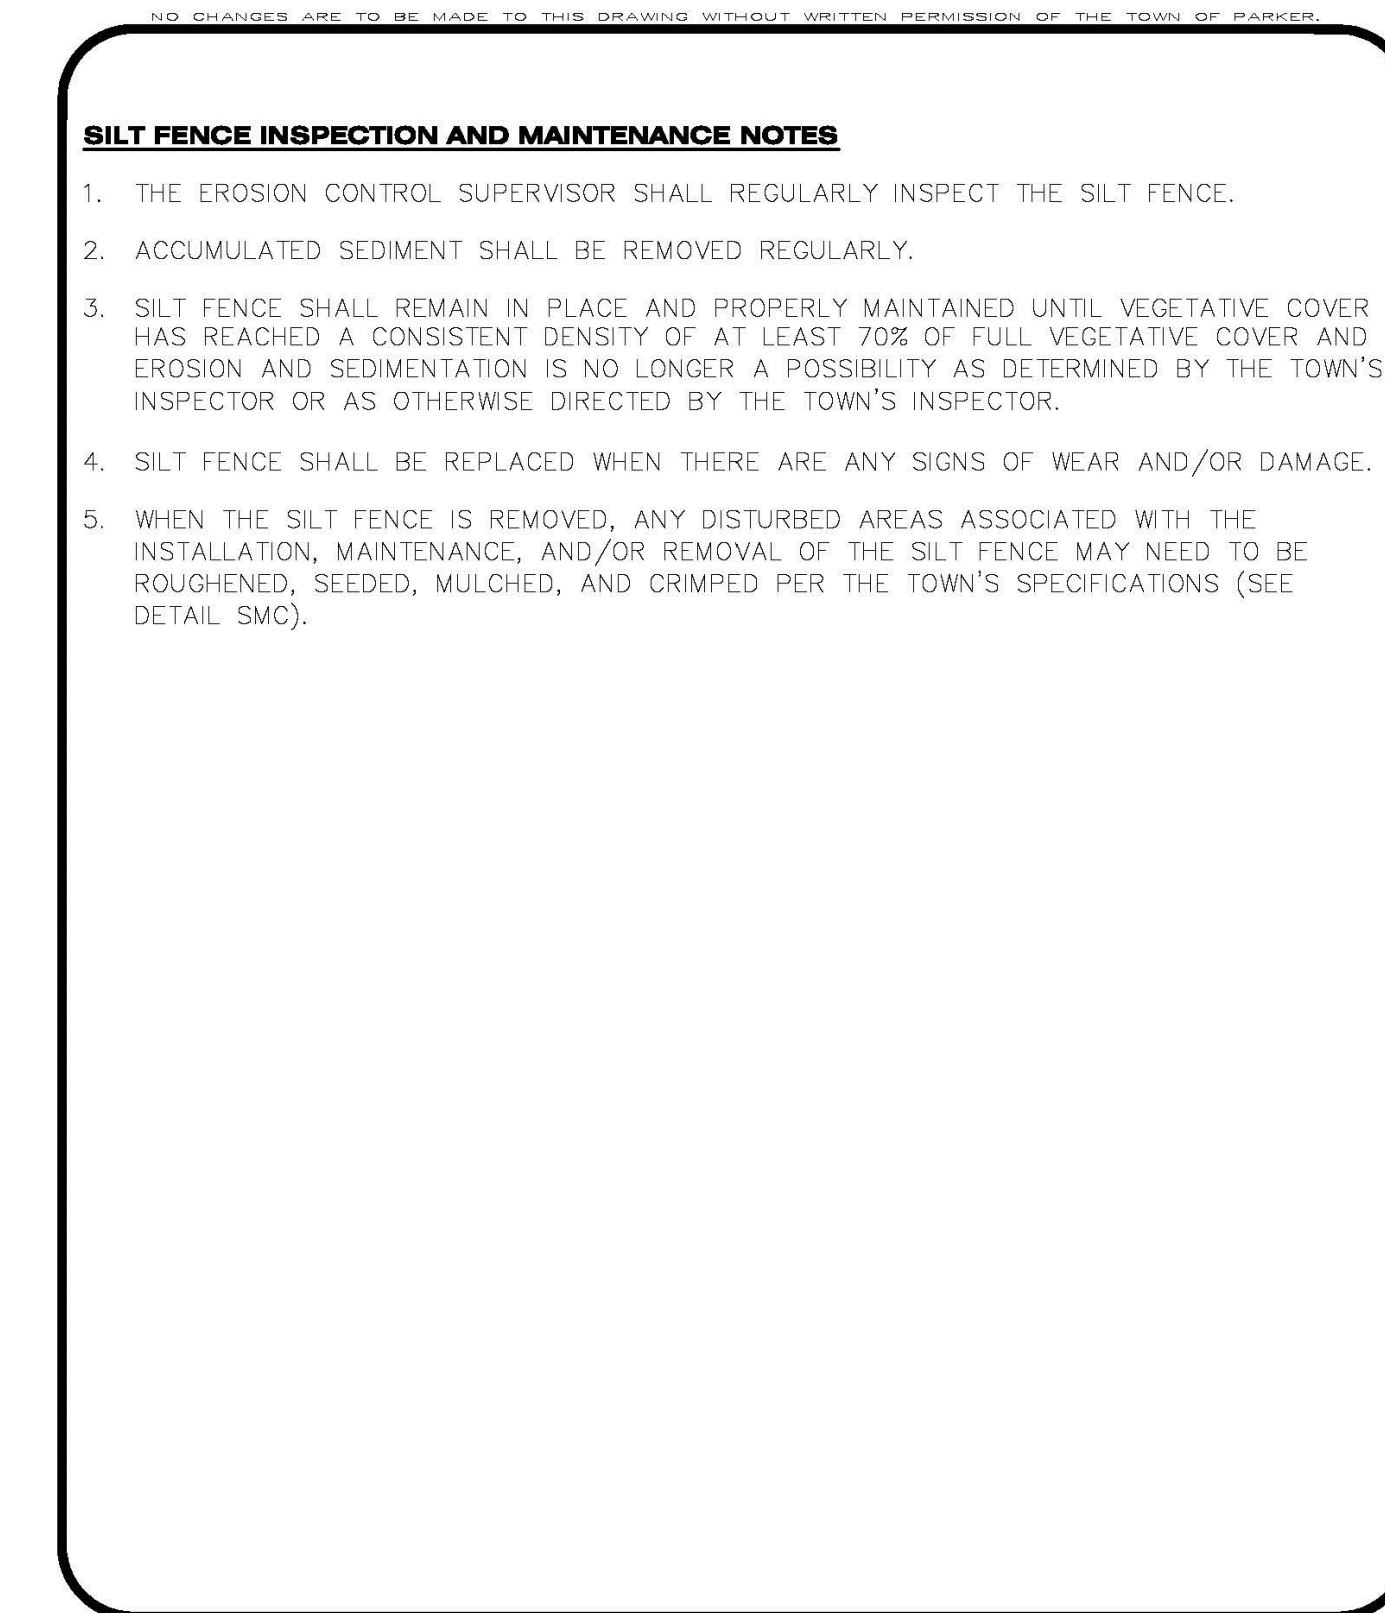 NO CHANGES ARE TO BE MADE TO THIS DRAWING WITHOUT WRITTEN PERMISSION OF THE TOWN OF PARKER.
SILT FENCE INSPECTION AND MAINTENANCE NOTES
1. THE EROSION CONTROL SUPERVISOR SHALL REGULARLY INSPECT THE SILT FENCE.
2. ACCUMULATED SEDIMENT SHALL BE REMOVED REGULARLY.
3. SILT FENCE SHALL REMAIN IN PLACE AND PROPERLY MAINTAINED UNTIL VEGETATIVE COVER
HAS REACHED A CONSISTENT DENSITY OF AT LEAST 70% OF FULL VEGETATIVE COVER AND
EROSION AND SEDIMENTATION IS NO LONGER A POSSIBILITY AS DETERMINED BY THE TOWN'S
INSPECTOR OR AS OTHERWISE DIRECTED BY THE TOWN'S INSPECTOR.
4. SILT FENCE SHALL BE REPLACED WHEN THERE ARE ANY SIGNS OF WEAR AND/OR DAMAGE.
5. WHEN THE SILT FENCE IS REMOVED, ANY DISTURBED AREAS ASSOCIATED WITH THE
INSTALLATION, MAINTENANCE, AND/OR REMOVAL OF THE SILT FENCE MAY NEED TO BE
ROUGHENED, SEEDED, MULCHED, AND CRIMPED PER THE TOWN'S SPECIFICATIONS (SEE
DETAIL SMC).